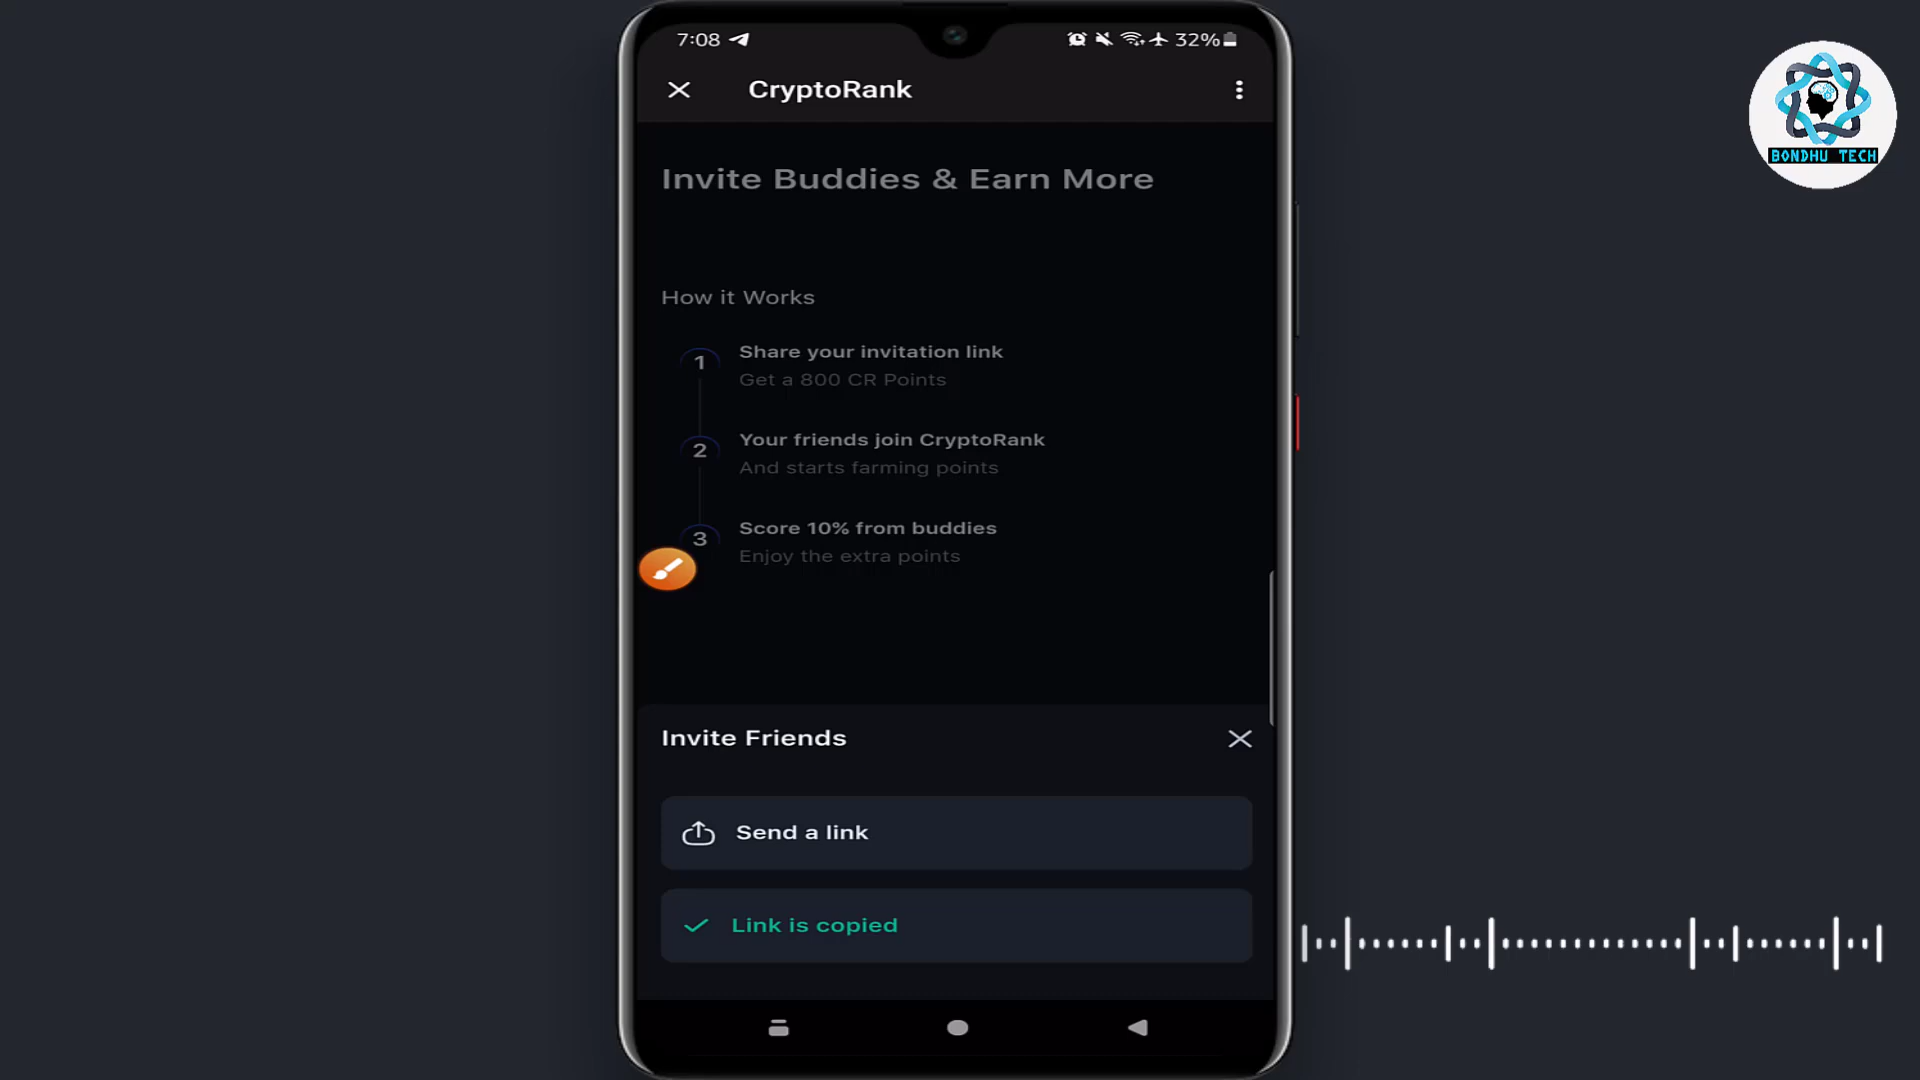 7:08
32%
CryptoRank
BONDHU TECH
Invite Buddies & Earn More
How it Works
1
Share your invitation link
Get a 800 CR Points
2
Your friends join CryptoRank
And starts farming points
3
Score 10% from buddies
Enjoy the extra points
Invite Friends
Send a link
Link is copied